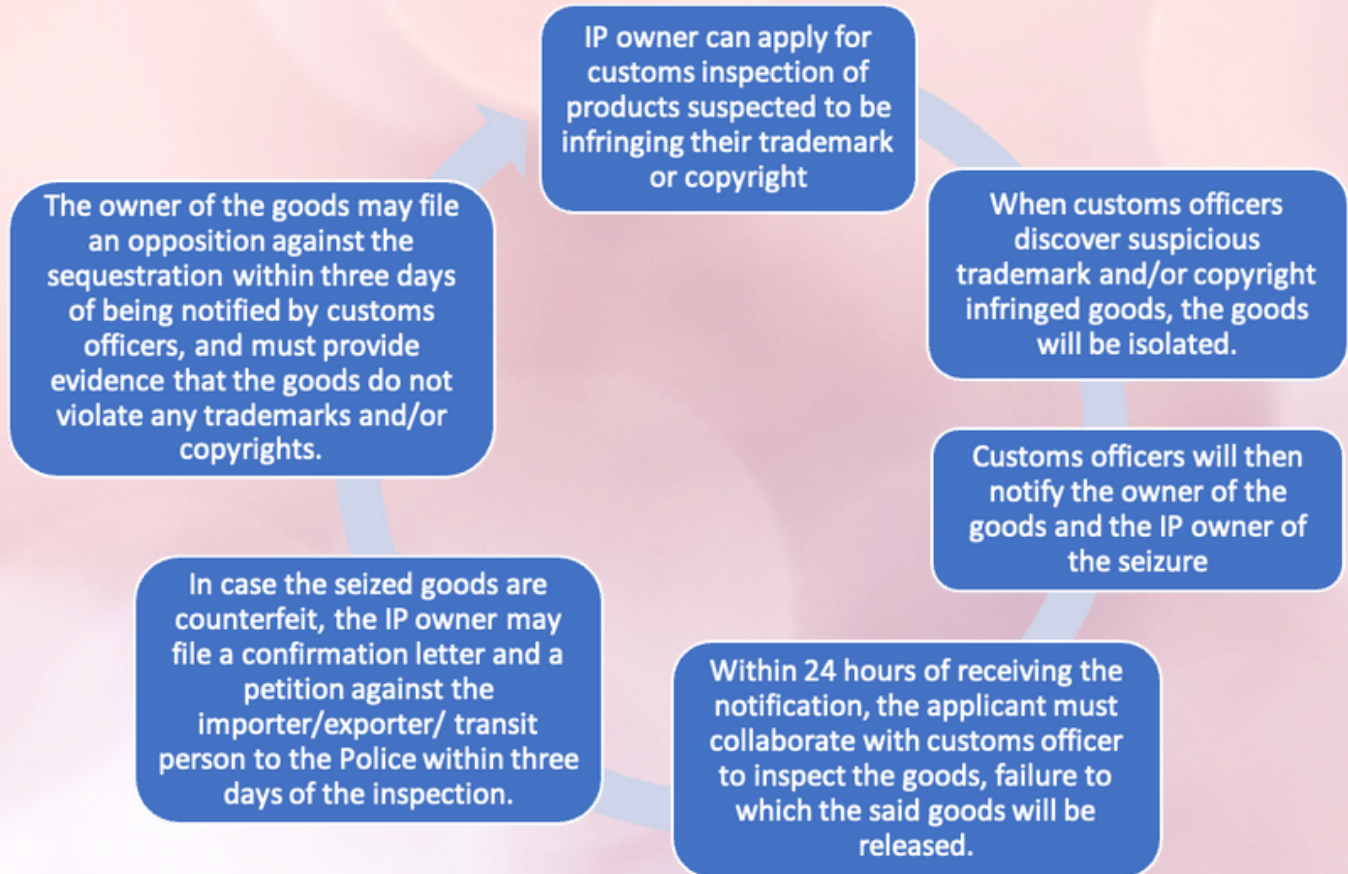 IP owner can apply for
customs inspection of
products suspected to be
infringing their trademark
or copyright
When customs officers
discover suspicious
trademark and/or copyright
infringed goods, the goods
will be isolated.
Customs officers will then
notify the owner of the
goods and the IP owner of
the seizure
Within 24 hours of receiving the
notification, the applicant must
collaborate with customs officer
to inspect the goods, failure to
which the said goods will be
released.
In case the seized goods are
counterfeit, the IP owner may
file a confirmation letter and a
petition against the
importer/exporter/ transit
person to the Police within three
days of the inspection.
The owner of the goods may file
an opposition against the
sequestration within three days
of being notified by customs
officers, and must provide
evidence that the goods do not
violate any trademarks and/or
copyrights.